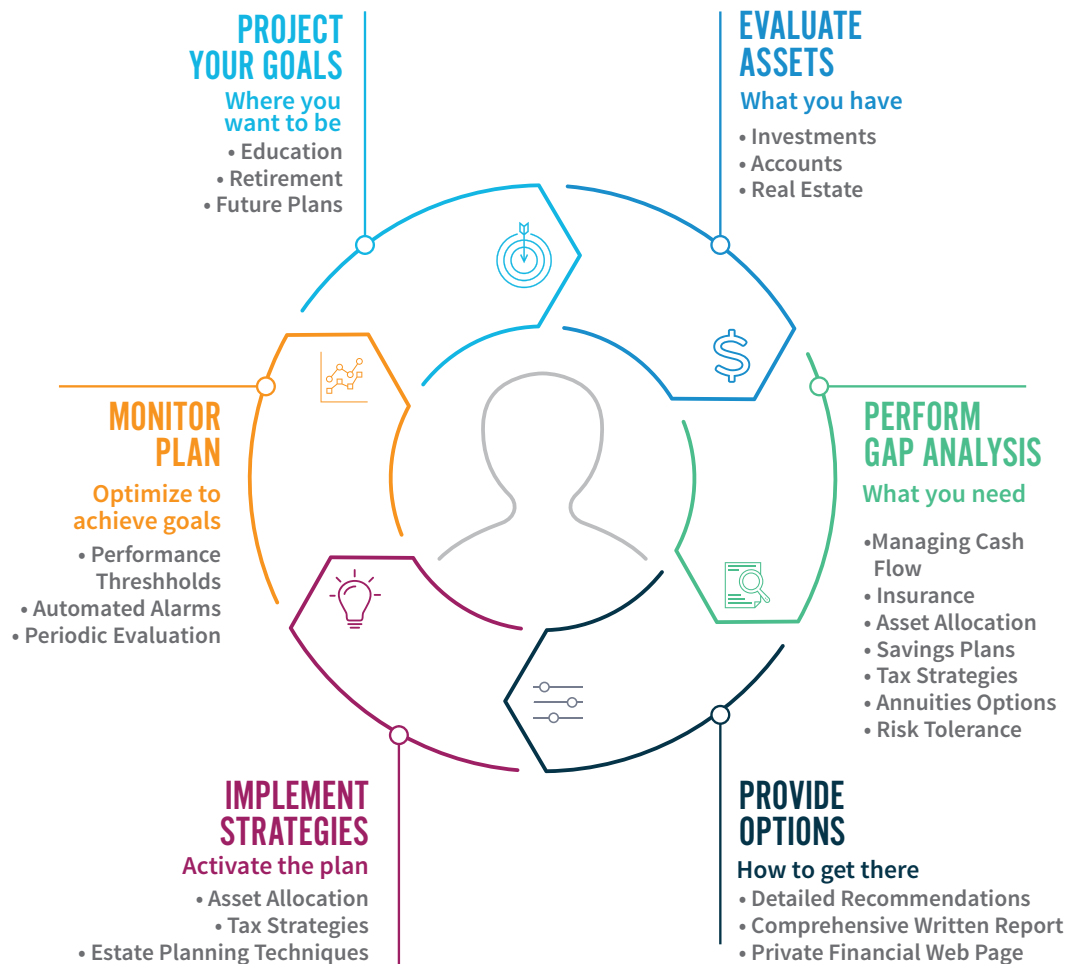 PROJECT
YOUR GOALS
Where you
want to be
• Education
• Retirement
• Future Plans
EVALUATE
ASSETS
What you have
• Investments
• Accounts
• Real Estate
$
PERFORM
GAP ANALYSIS
What you need
•Managing Cash
Flow
• Insurance
• Asset Allocation
• Savings Plans
• Tax Strategies
• Annuities Options
• Risk Tolerance
PROVIDE
OPTIONS
How to get there
• Detailed Recommendations
• Comprehensive Written Report
• Private Financial Web Page
IMPLEMENT
STRATEGIES
Activate the plan
• Asset Allocation
• Tax Strategies
• Estate Planning Techniques
MONITOR
PLAN
Optimize to
achieve goals
• Performance
Threshholds
• Automated Alarms
• Periodic Evaluation